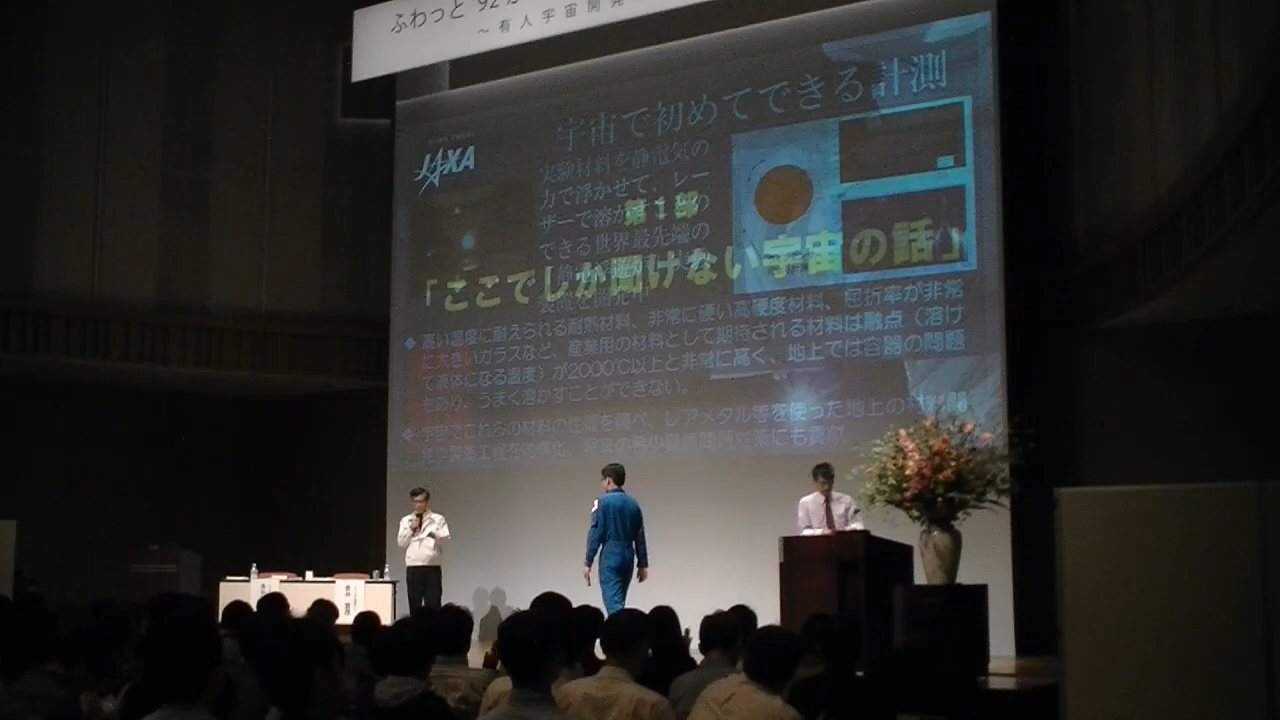 ふわっと '92 か
～有人宇宙開発
宇宙で初めてできる計測
JAXA
実験材料を静電気の
力で浮かせて、レー
ザーで溶か
できる世界最先端の
第1部
「ここでしか聞けない宇宙の話」
高い温度に耐えられる耐熱材料、非常に硬い高硬度材料、屈折率が非常
に大きいガラスなど、産業用の材料として期待される材料は融点（溶け
て液体になる温度）が2000℃以上と非常に高く、地上では容器の問題
もあり、うまく溶かすことができない。
宇宙でこれらの材料の性質を調べ、レアメタル等を使った地上の材料開